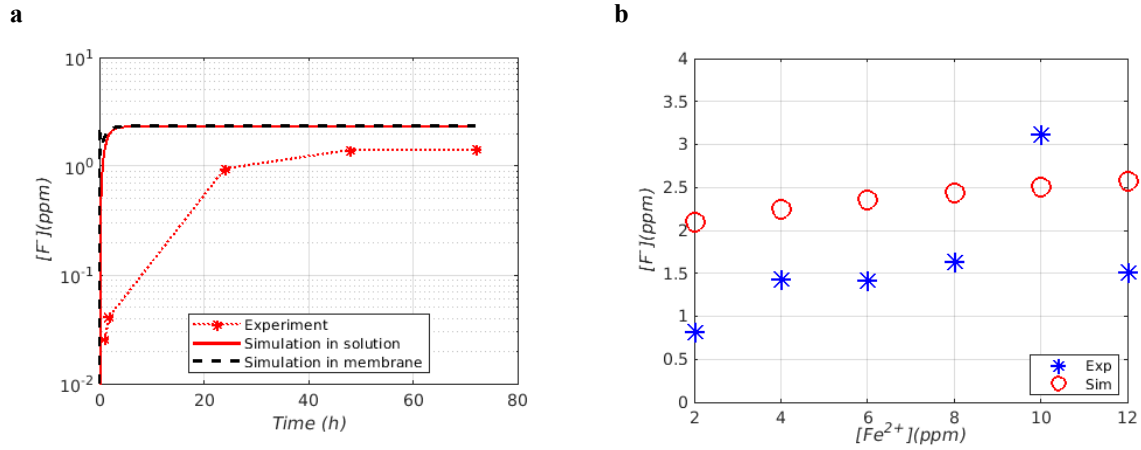 a
10¹
10⁰
10⁻¹
10⁻²
[F⁻](ppm)
0
20
40
60
80
Time (h)
Experiment
Simulation in solution
Simulation in membrane
b
4
3.5
3
2.5
2
1.5
1
0.5
0
[F⁻](ppm)
2
4
6
8
10
12
[Fe²⁺](ppm)
Exp
Sim